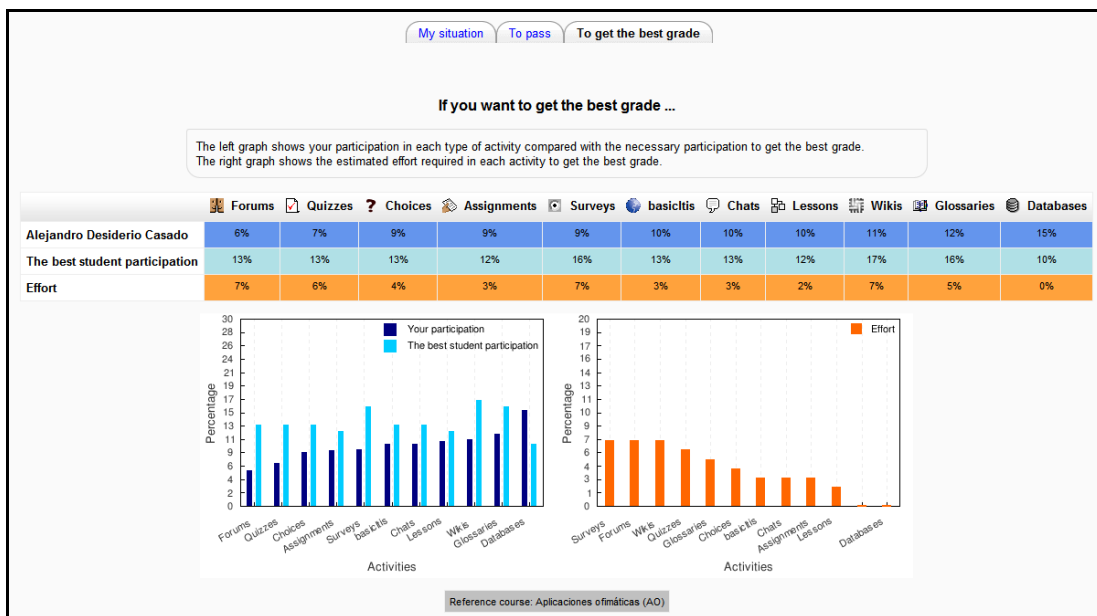 My situation To pass To get the best grade
If you want to get the best grade ...
The left graph shows your participation in each type of activity compared with the necessary participation to get the best grade.
The right graph shows the estimated effort required in each activity to get the best grade.
Forums Quizzes Choices Assignments Surveys basicltis Chats Lessons Wikis Glossaries Databases
Alejandro Desiderio Casado 6% 7% 9% 9% 9% 10% 10% 10% 11% 12% 15%
The best student participation 13% 13% 13% 12% 16% 13% 13% 12% 17% 16% 10%
Effort 7% 6% 4% 3% 7% 3% 3% 2% 7% 5% 0%
Your participation
The best student participation
Percentage
30
28
26
24
22
21
19
17
15
13
11
9
6
4
2
0
Forums Quizzes Choices Assignments Surveys basicltis Chats Lessons Wikis Glossaries Databases
Activities
Effort
Percentage
20
19
17
16
14
13
11
10
9
7
6
4
3
1
0
Surveys Forums Wikis Quizzes Glossaries Choices basicltis Chats Assignments Lessons Databases
Activities
Reference course: Aplicaciones ofimáticas (AO)